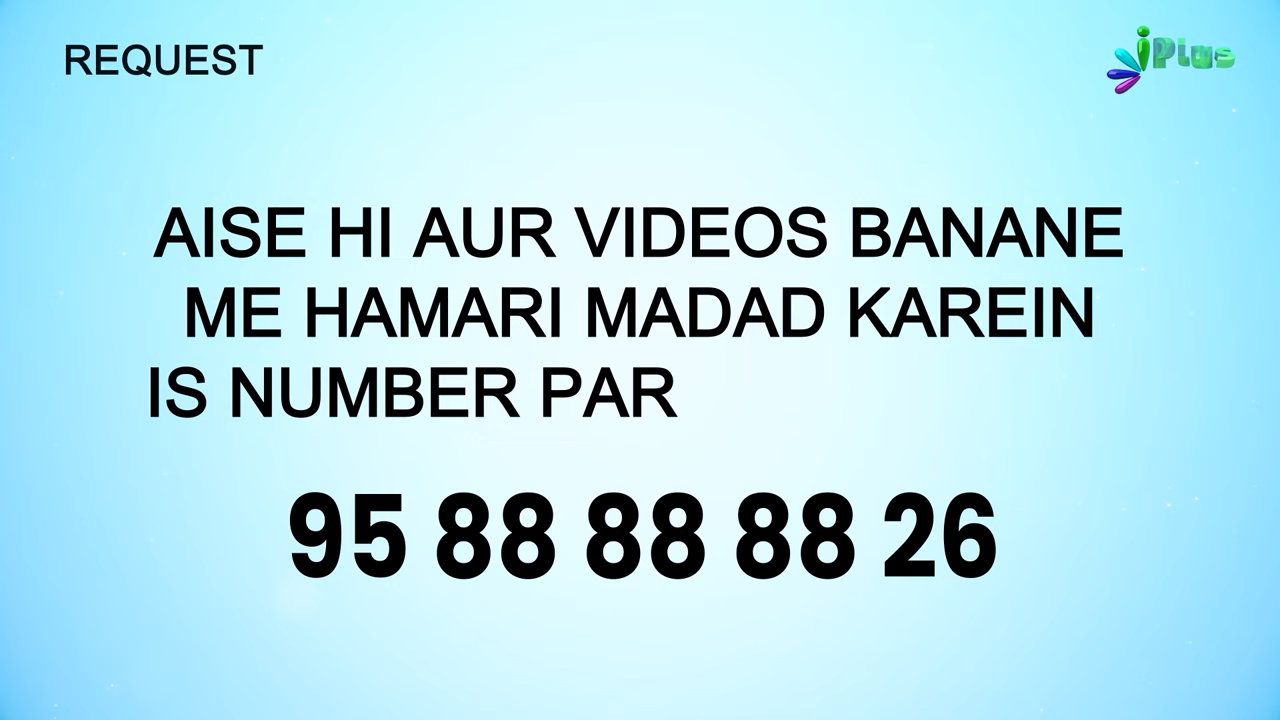 REQUEST
iPlus
AISE HI AUR VIDEOS BANANE
ME HAMARI MADAD KAREIN
IS NUMBER PAR
95 88 88 88 26